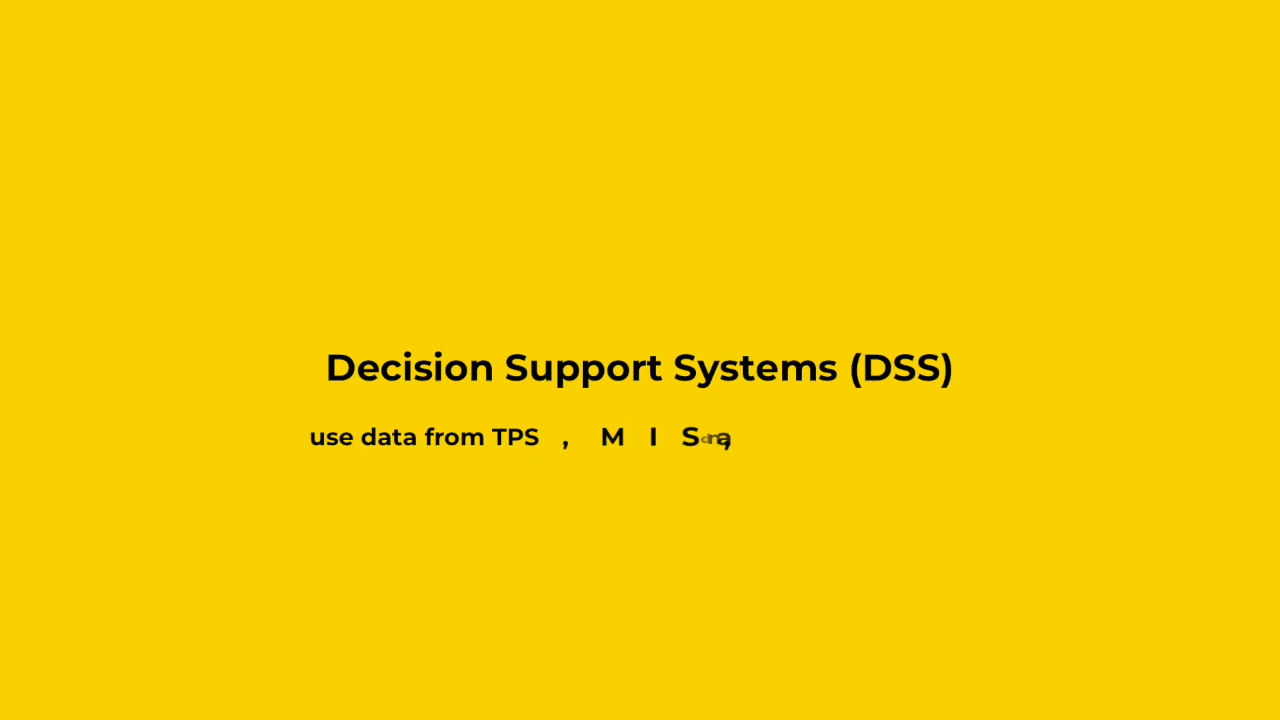 Decision Support Systems (DSS)
use data from TPS , M I S,